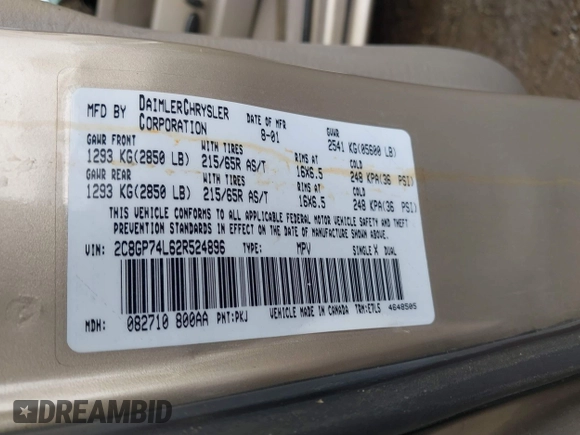 MFD BY DAIMLERCHRYSLER CORPORATION DATE OF MFR 8-01 GVWR 2541 KG(05600 LB)
GAWR FRONT WITH TIRES RIMS AT COLD
1293 KG(2850 LB) 215/65R AS/T 16X6.5 248 KPA(36 PSI)
GAWR REAR WITH TIRES RIMS AT COLD
1293 KG(2850 LB) 215/65R AS/T 16X6.5 248 KPA(36 PSI)
THIS VEHICLE CONFORMS TO ALL APPLICABLE FEDERAL MOTOR VEHICLE SAFETY AND THEFT
PREVENTION STANDARDS IN EFFECT ON THE DATE OF MANUFACTURE SHOWN ABOVE.
VIN: 2C8GP74L62R524896 TYPE: MPV SINGLE X DUAL
VEHICLE MADE IN CANADA TRM:ETL5 4648505
MDH: 082710 800AA PNT:PKJ
DREAMBID